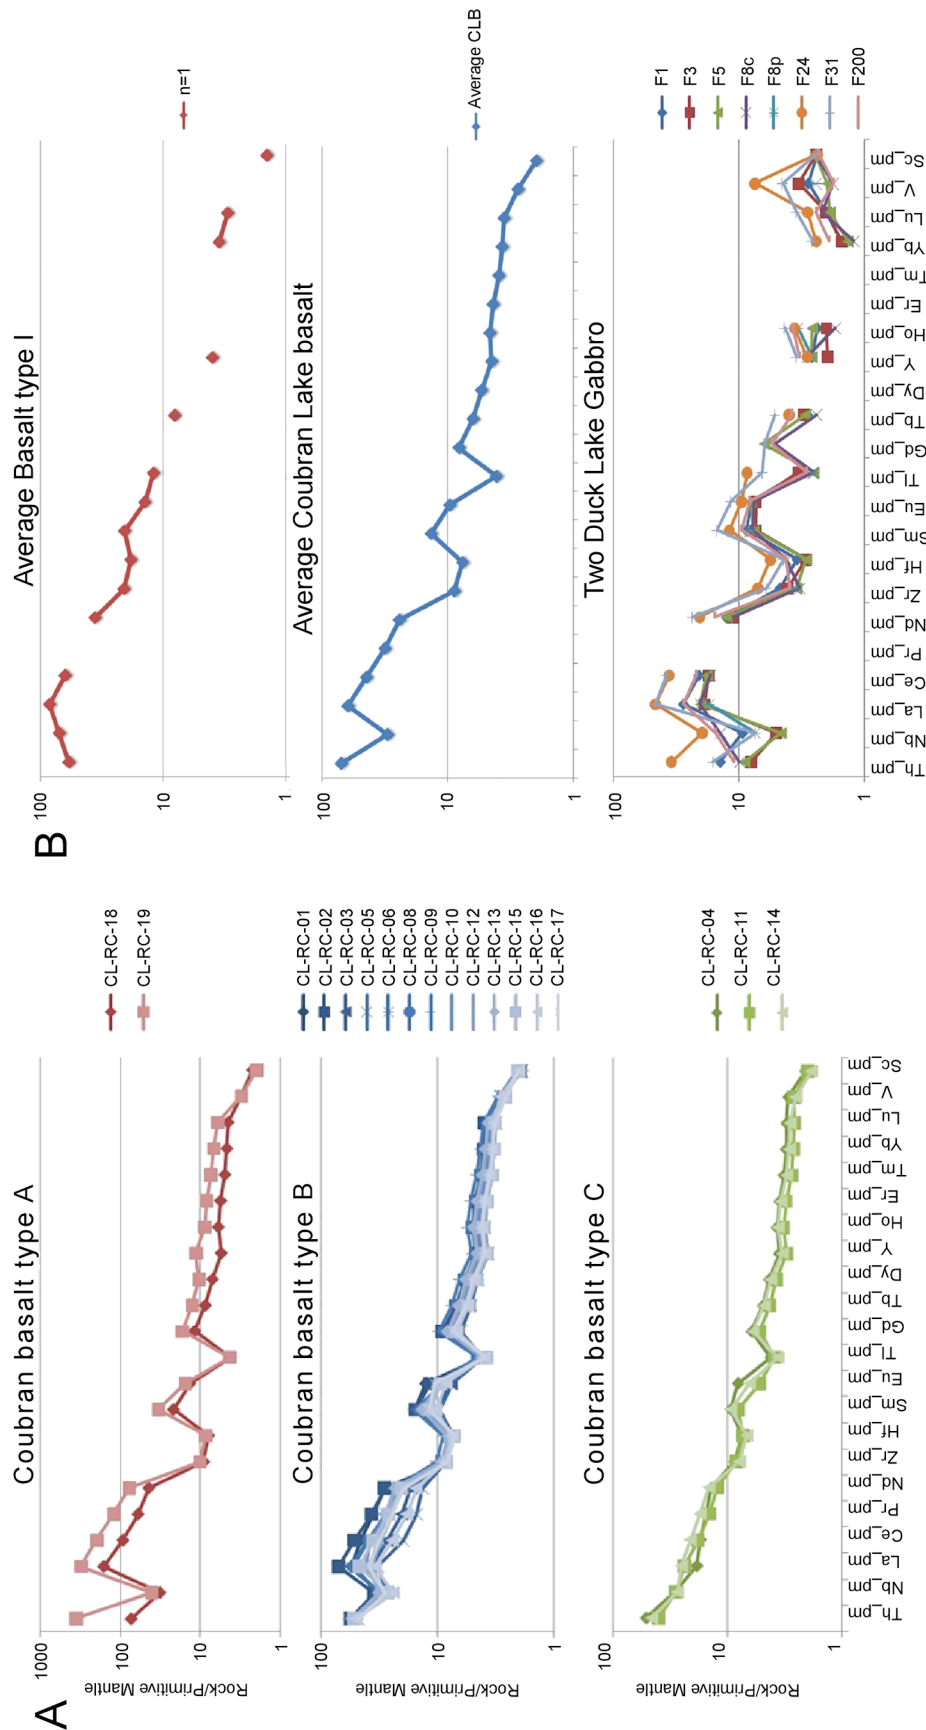 A
Coubran basalt type A
1000
100
10
1
Rock/Primitive Mantle
CL-RC-18
CL-RC-19
Coubran basalt type B
100
10
1
Rock/Primitive Mantle
CL-RC-01
CL-RC-02
CL-RC-03
CL-RC-05
CL-RC-06
CL-RC-08
CL-RC-09
CL-RC-10
CL-RC-12
CL-RC-13
CL-RC-15
CL-RC-16
CL-RC-17
Coubran basalt type C
100
10
1
Rock/Primitive Mantle
CL-RC-04
CL-RC-11
CL-RC-14
Th_pm
Nb_pm
La_pm
Ce_pm
Pr_pm
Nd_pm
Zr_pm
Hf_pm
Sm_pm
Eu_pm
Ti_pm
Gd_pm
Tb_pm
Dy_pm
Y_pm
Ho_pm
Er_pm
Tm_pm
Yb_pm
Lu_pm
V_pm
Sc_pm
B
Average Basalt type I
100
10
1
n=1
Average Coubran Lake basalt
100
10
1
Average CLB
Two Duck Lake Gabbro
100
10
1
F1
F3
F5
F8c
F8p
F24
F31
F200
Th_pm
Nb_pm
La_pm
Ce_pm
Pr_pm
Nd_pm
Zr_pm
Hf_pm
Sm_pm
Eu_pm
Ti_pm
Gd_pm
Tb_pm
Dy_pm
Y_pm
Ho_pm
Er_pm
Tm_pm
Yb_pm
Lu_pm
V_pm
Sc_pm